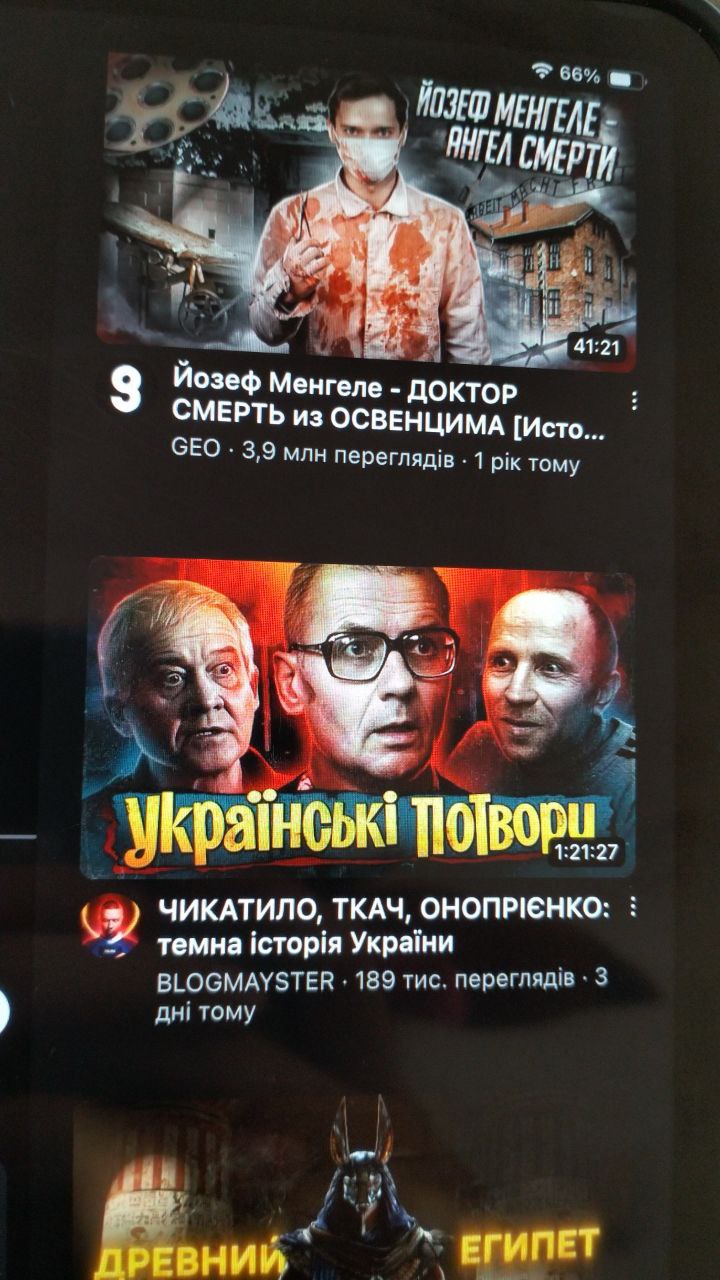 66%
ЙОЗЕФ МЕНГЕЛЕ -
АНГЕЛ СМЕРТИ
ARBEIT MACHT FREI
41:21
Йозеф Менгеле - ДОКТОР
СМЕРТЬ из ОСВЕНЦИМА [Исто...
GEO · 3,9 млн переглядів · 1 рік тому
Українські потвори
1:21:27
ЧИКАТИЛО, ТКАЧ, ОНОПРІЄНКО:
темна історія України
BLOGMAYSTER · 189 тис. переглядів · 3
дні тому
ДРЕВНИЙ ЕГИПЕТ